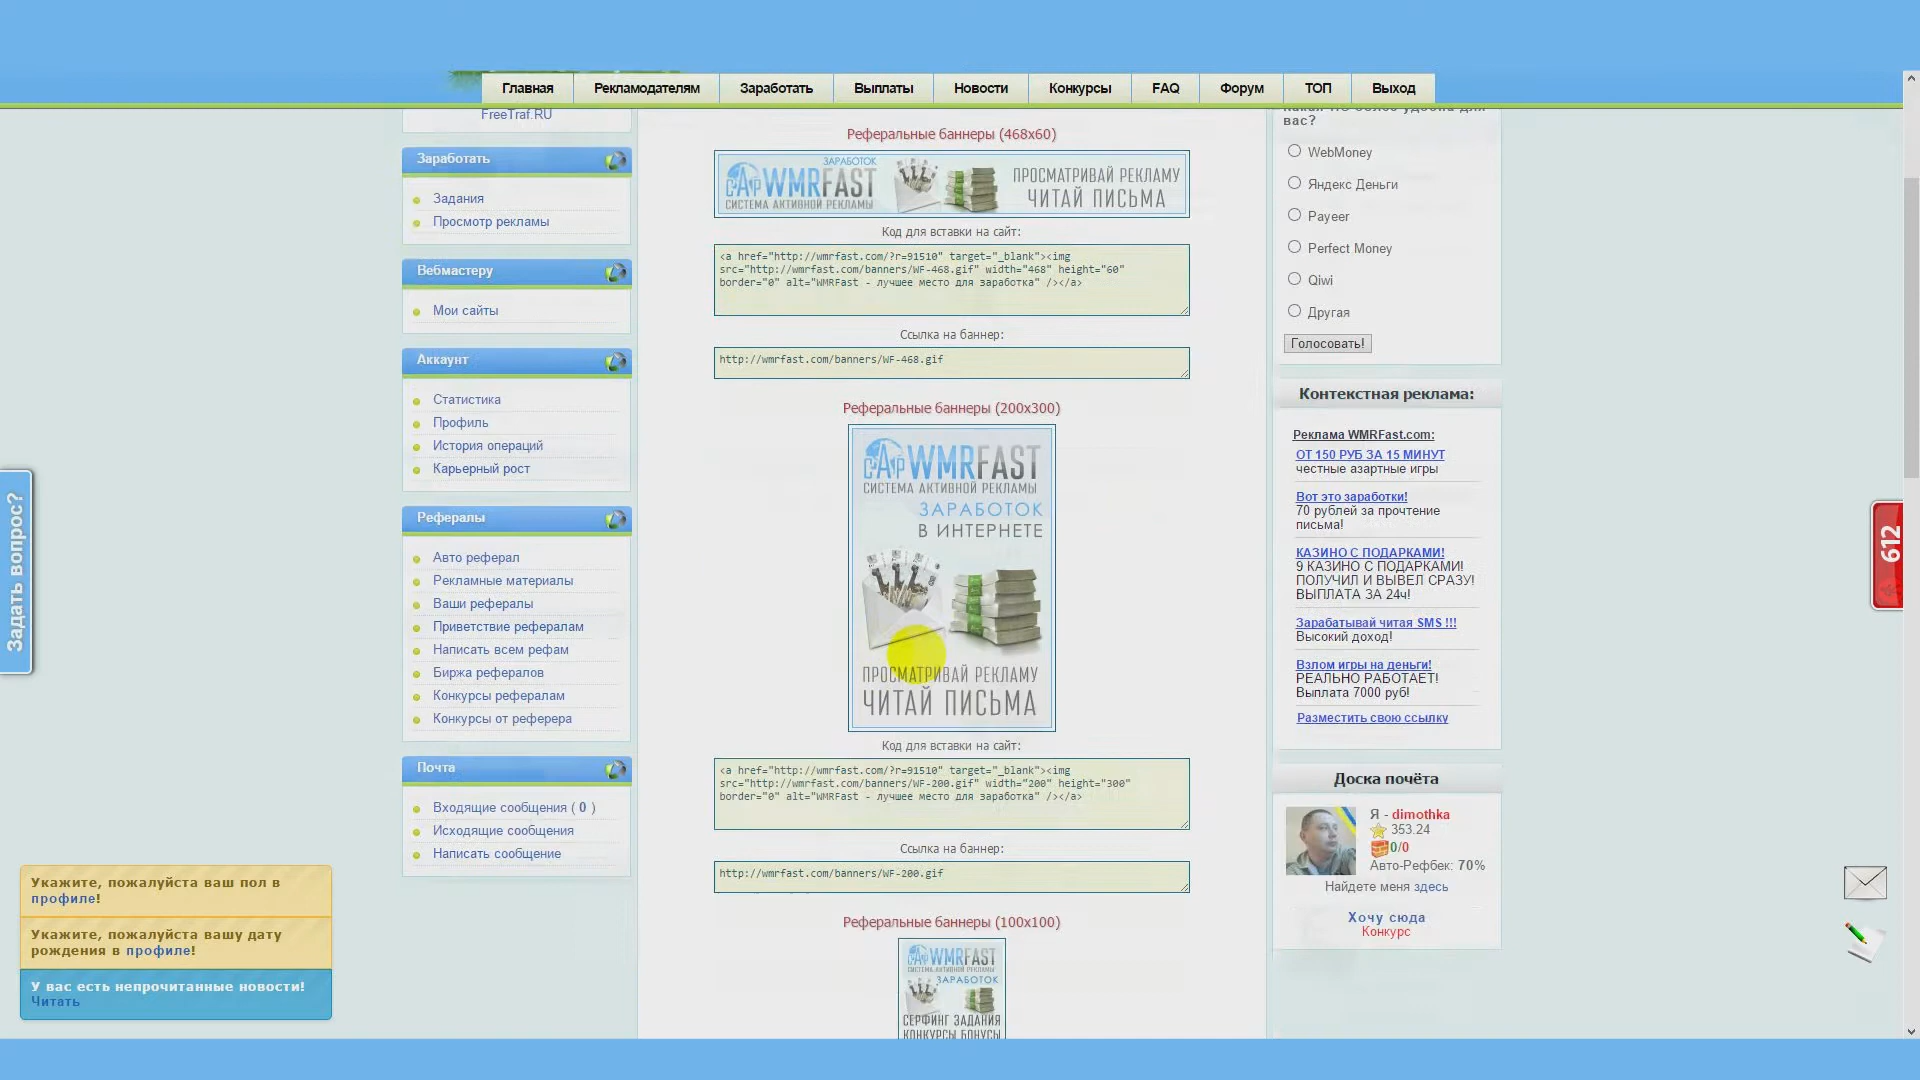 Главная
Рекламодателям
Заработать
Выплаты
Новости
Конкурсы
FAQ
Форум
ТОП
Выход
FreeTraf.RU
Заработать
Задания
Просмотр рекламы
Вебмастеру
Мои сайты
Аккаунт
Статистика
Профиль
История операций
Карьерный рост
Рефералы
Авто реферал
Рекламные материалы
Ваши рефералы
Приветствие рефералам
Написать всем рефам
Биржа рефералов
Конкурсы рефералам
Конкурсы от реферера
Почта
Входящие сообщения ( 0 )
Исходящие сообщения
Написать сообщение
Задать вопрос?
Укажите, пожалуйста ваш пол в
профиле!
Укажите, пожалуйста вашу дату
рождения в профиле!
У вас есть непрочитанные новости!
Читать
Реферальные баннеры (468x60)
ЗАРАБОТОК
САР WMRFAST
СИСТЕМА АКТИВНОЙ РЕКЛАМЫ
ПРОСМАТРИВАЙ РЕКЛАМУ
ЧИТАЙ ПИСЬМА
Код для вставки на сайт:
<a href="http://wmrfast.com/?r=91510" target="_blank"><img
src="http://wmrfast.com/banners/WF-468.gif" width="468" height="60"
border="0" alt="WMRFast - лучшее место для заработка" /></a>
Ссылка на баннер:
http://wmrfast.com/banners/WF-468.gif
Реферальные баннеры (200x300)
САР WMRFAST
СИСТЕМА АКТИВНОЙ РЕКЛАМЫ
ЗАРАБОТОК
В ИНТЕРНЕТЕ
ПРОСМАТРИВАЙ РЕКЛАМУ
ЧИТАЙ ПИСЬМА
Код для вставки на сайт:
<a href="http://wmrfast.com/?r=91510" target="_blank"><img
src="http://wmrfast.com/banners/WF-200.gif" width="200" height="300"
border="0" alt="WMRFast - лучшее место для заработка" /></a>
Ссылка на баннер:
http://wmrfast.com/banners/WF-200.gif
Реферальные баннеры (100x100)
САР WMRFAST
СИСТЕМА АКТИВНОЙ РЕКЛАМЫ
ЗАРАБОТОК
СЕРФИНГ ЗАДАНИЯ
КОНКУРСЫ БОНУСЫ
вас?
WebMoney
Яндекс Деньги
Payeer
Perfect Money
Qiwi
Другая
Голосовать!
Контекстная реклама:
Реклама WMRFast.com:
ОТ 150 РУБ ЗА 15 МИНУТ
честные азартные игры
Вот это заработки!
70 рублей за прочтение
письма!
КАЗИНО С ПОДАРКАМИ!
9 КАЗИНО С ПОДАРКАМИ!
ПОЛУЧИЛ И ВЫВЕЛ СРАЗУ!
ВЫПЛАТА ЗА 24ч!
Зарабатывай читая SMS !!!
Высокий доход!
Взлом игры на деньги!
РЕАЛЬНО РАБОТАЕТ!
Выплата 7000 руб!
Разместить свою ссылку
Доска почёта
Я - dimothka
353.24
0/0
Авто-Рефбек: 70%
Найдете меня здесь
Хочу сюда
Конкурс
612